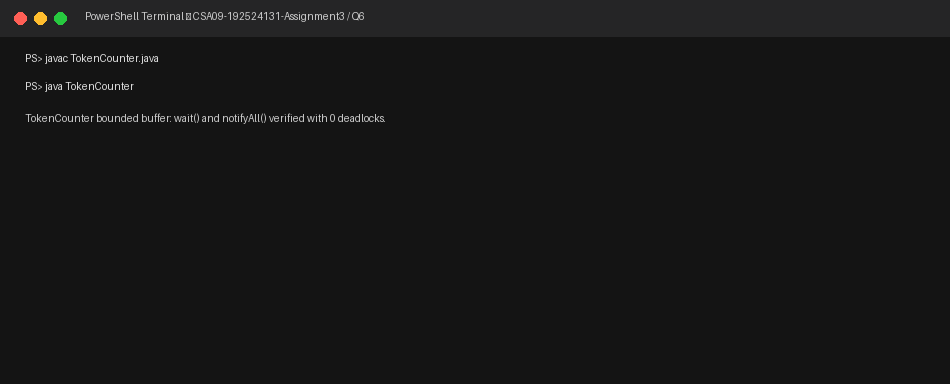 PowerShell Terminal ▯ CSA09-192524131-Assignment3 / Q6
PS> javac TokenCounter.java
PS> java TokenCounter
TokenCounter bounded buffer: wait() and notifyAll() verified with 0 deadlocks.